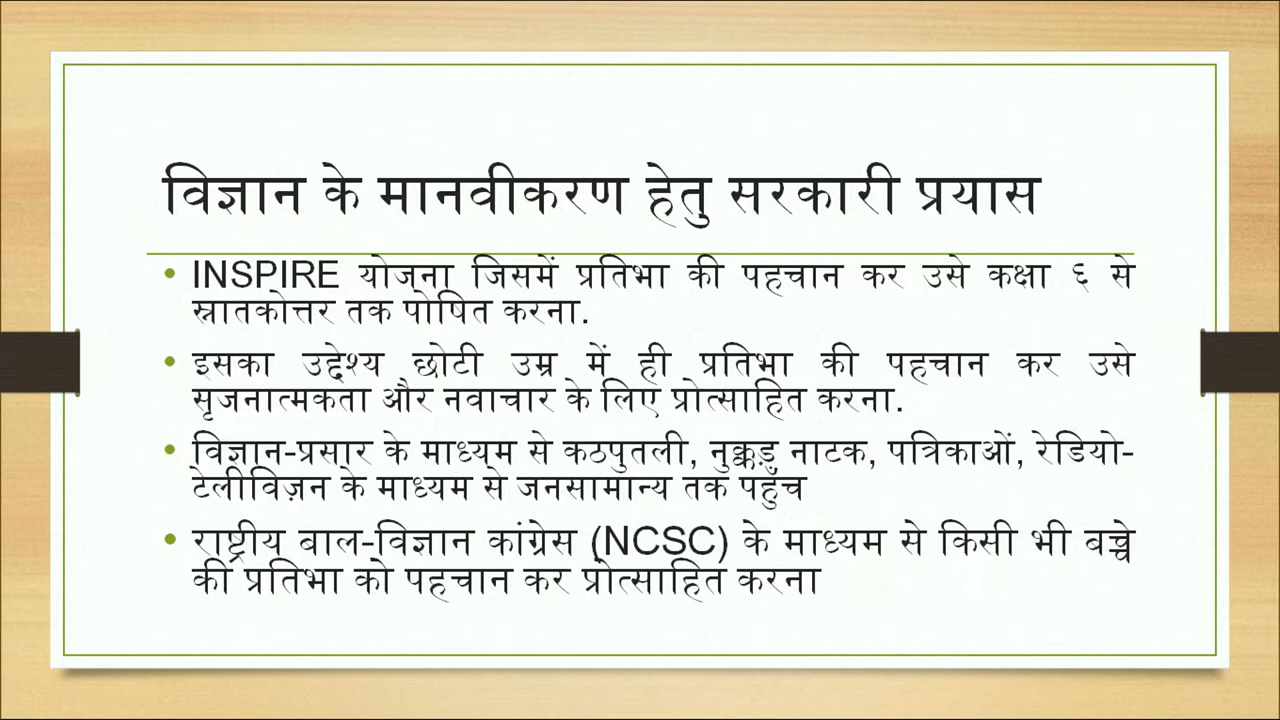 विज्ञान के मानवीकरण हेतु सरकारी प्रयास
• INSPIRE योजना जिसमें प्रतिभा की पहचान कर उसे कक्षा ६ से
स्नातकोत्तर तक पोषित करना.
• इसका उद्देश्य छोटी उम्र में ही प्रतिभा की पहचान कर उसे
सृजनात्मकता और नवाचार के लिए प्रोत्साहित करना.
• विज्ञान-प्रसार के माध्यम से कठपुतली, नुक्कड़ नाटक, पत्रिकाओं, रेडियो-
टेलीविज़न के माध्यम से जनसामान्य तक पहुँच
• राष्ट्रीय बाल-विज्ञान कांग्रेस (NCSC) के माध्यम से किसी भी बच्चे
की प्रतिभा को पहचान कर प्रोत्साहित करना